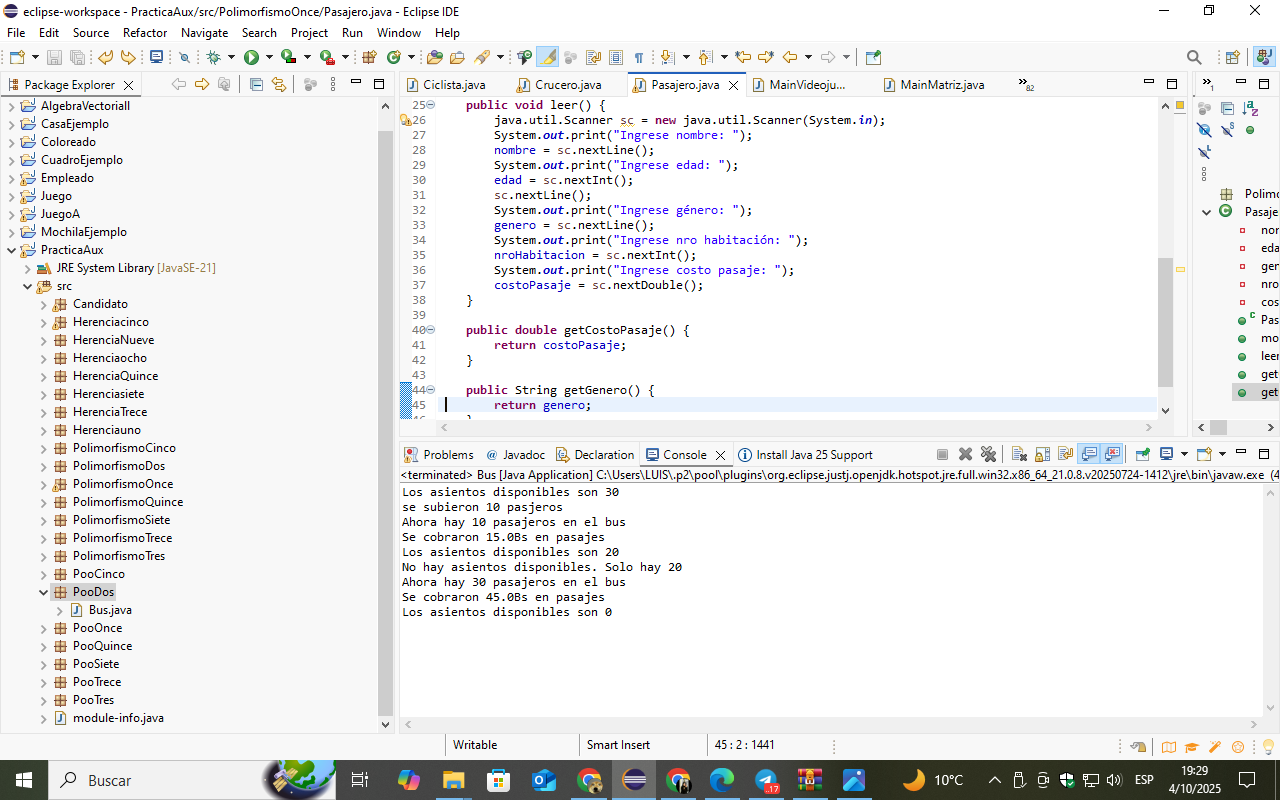 eclipse-workspace - PracticaAux/src/PolimorfismoOnce/Pasajero.java - Eclipse IDE
File Edit Source Refactor Navigate Search Project Run Window Help
Package Explorer
AlgebraVectorialI
CasaEjemplo
Coloreado
CuadroEjemplo
Empleado
Juego
JuegoA
MochilaEjemplo
PracticaAux
JRE System Library [JavaSE-21]
src
Candidato
Herenciacinco
HerenciaNueve
Herenciaocho
HerenciaQuince
Herenciasiete
HerenciaTrece
Herenciauno
PolimorfismoCinco
PolimorfismoDos
PolimorfismoOnce
PolimorfismoQuince
PolimorfismoSiete
PolimorfismoTrece
PolimorfismoTres
PooCinco
PooDos
Bus.java
PooOnce
PooQuince
PooSiete
PooTrece
PooTres
module-info.java
Ciclista.java Crucero.java Pasajero.java MainVideoju... MainMatriz.java »82
25 public void leer() {
26 java.util.Scanner sc = new java.util.Scanner(System.in);
27 System.out.print("Ingrese nombre: ");
28 nombre = sc.nextLine();
29 System.out.print("Ingrese edad: ");
30 edad = sc.nextInt();
31 sc.nextLine();
32 System.out.print("Ingrese género: ");
33 genero = sc.nextLine();
34 System.out.print("Ingrese nro habitación: ");
35 nroHabitacion = sc.nextInt();
36 System.out.print("Ingrese costo pasaje: ");
37 costoPasaje = sc.nextDouble();
38 }
39
40 public double getCostoPasaje() {
41 return costoPasaje;
42 }
43
44 public String getGenero() {
45 return genero;
»1
Polimo
Pasaje
nor
eda
gen
nro
cos
Pas
mo
leer
get
get
Problems @ Javadoc Declaration Console Install Java 25 Support
<terminated> Bus [Java Application] C:\Users\LUIS\.p2\pool\plugins\org.eclipse.justj.openjdk.hotspot.jre.full.win32.x86_64_21.0.8.v20250724-1412\jre\bin\javaw.exe (4
Los asientos disponibles son 30
se subieron 10 pasjeros
Ahora hay 10 pasajeros en el bus
Se cobraron 15.0Bs en pasajes
Los asientos disponibles son 20
No hay asientos disponibles. Solo hay 20
Ahora hay 30 pasajeros en el bus
Se cobraron 45.0Bs en pasajes
Los asientos disponibles son 0
Writable Smart Insert 45 : 2 : 1441
Buscar
..17
10°C
ESP
19:29
4/10/2025